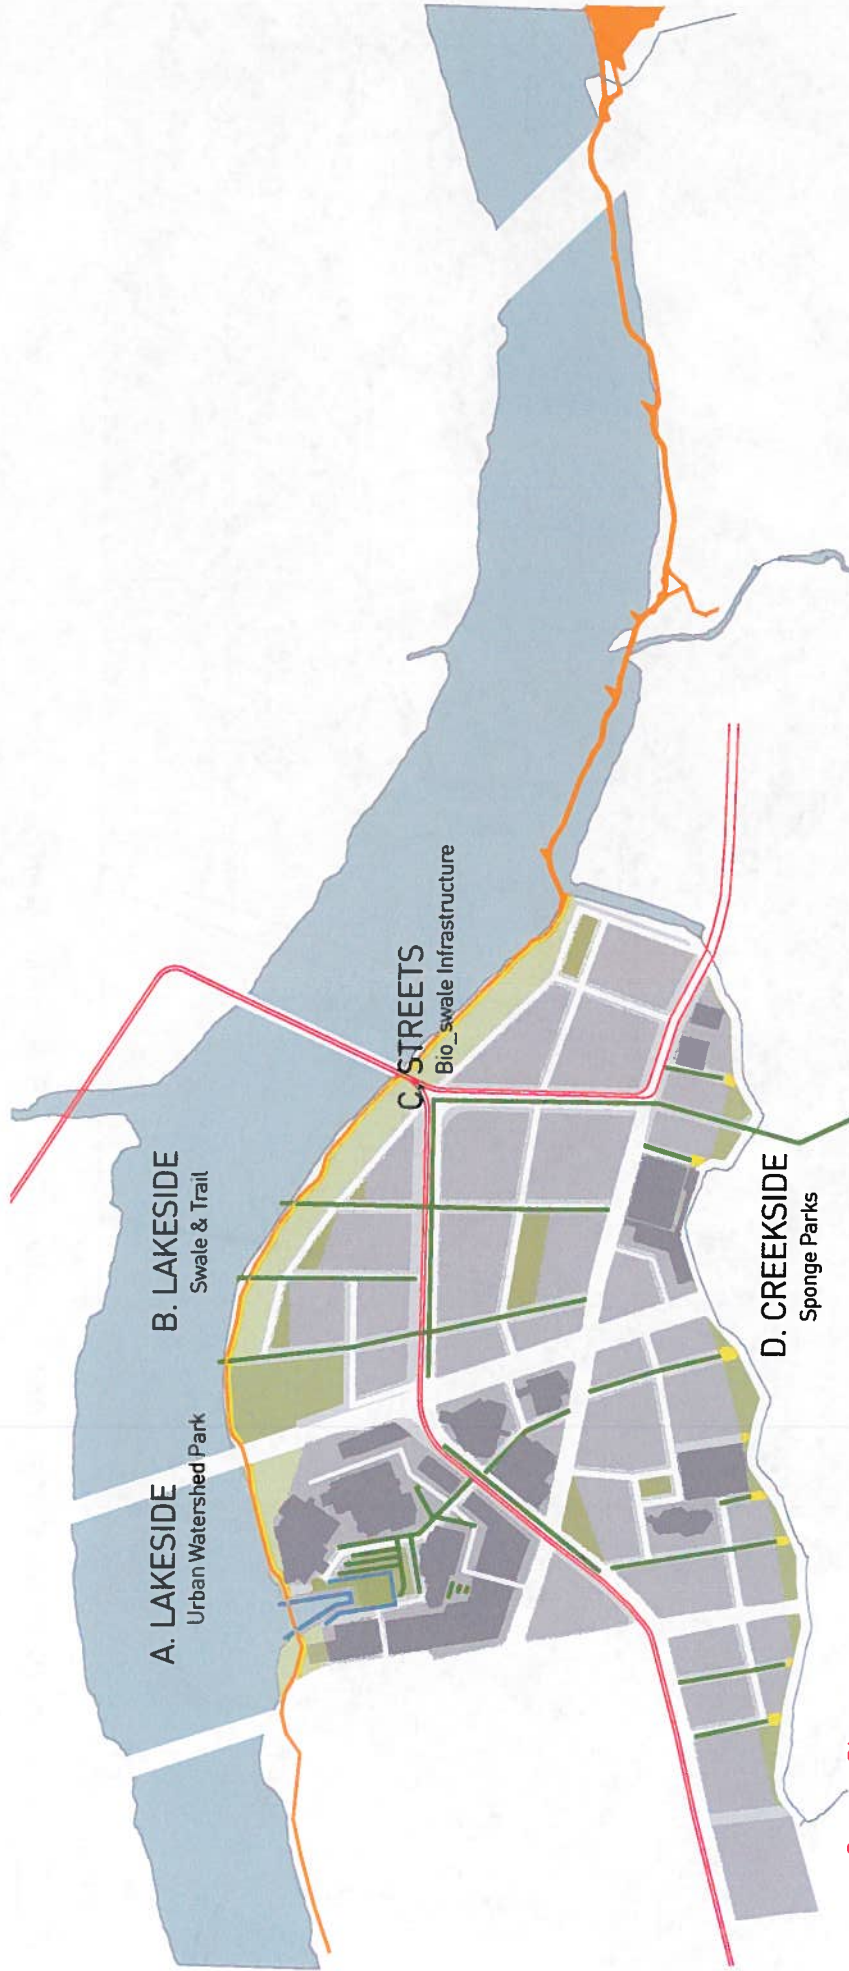 A. LAKESIDE
Urban Watershed Park
B. LAKESIDE
Swale & Trail
C. STREETS
Bio_swale Infrastructure
D. CREEKSIDE
Sponge Parks